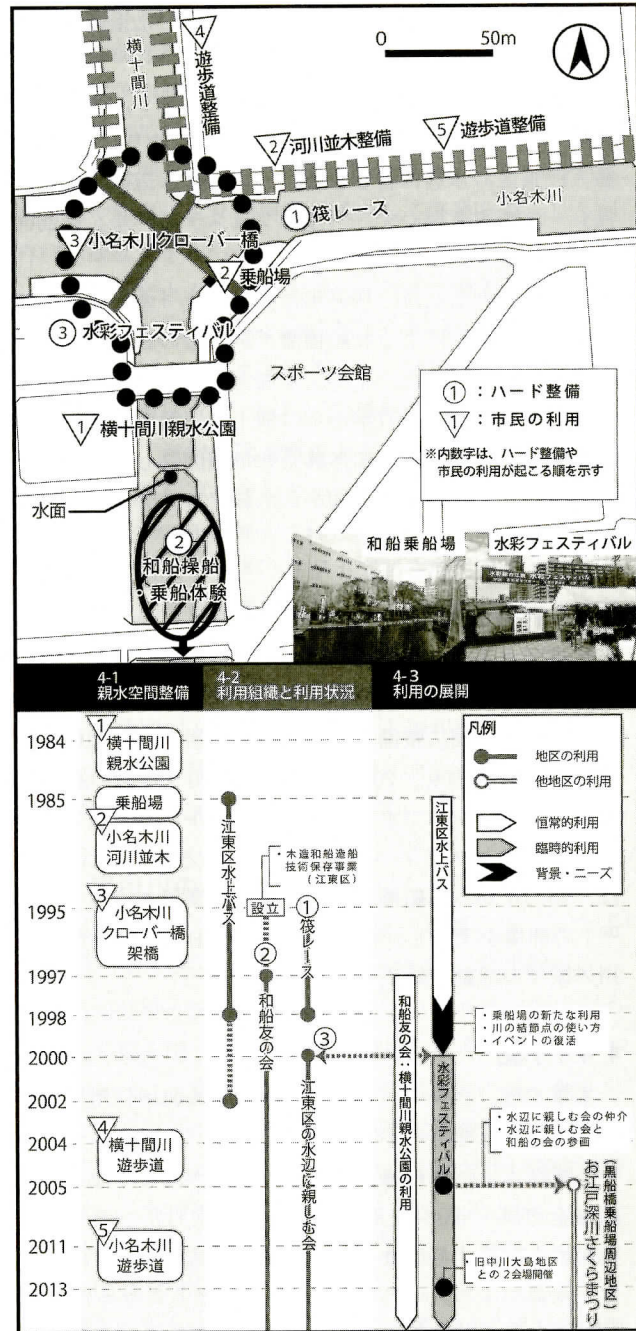 0 50m
横十間川
4
遊歩道整備
2
河川並木整備
5
遊歩道整備
小名木川
① 筏レース
3
小名木川クローバー橋
2
乗船場
③ 水彩フェスティバル
スポーツ会館
1
横十間川親水公園
水面
②
和船操船
・乗船体験
① ：ハード整備
1 ：市民の利用
※内数字は、ハード整備や
市民の利用が起こる順を示す
和船乗船場
水彩フェスティバル
4-1
親水空間整備
4-2
利用組織と利用状況
4-3
利用の展開
凡例
地区の利用
他地区の利用
恒常的利用
臨時的利用
背景・ニーズ
1984
1985
1995
1997
1998
2000
2002
2004
2005
2011
2013
1
横十間川
親水公園
乗船場
2
小名木川
河川並木
3
小名木川
クローバー橋
架橋
4
横十間川
遊歩道
5
小名木川
遊歩道
江東区水上バス
・木造和船造船
技術保存事業
（江東区）
設立
②
和船友の会
①
筏レース
③
江東区の水辺に親しむ会
和船友の会：横十間川親水公園の利用
江東区水上バス
・乗船場の新たな利用
・川の結節点の使い方
・イベントの復活
水彩フェスティバル
・水辺に親しむ会の仲介
・水辺に親しむ会と
和船の会の参画
・旧中川大島地区
との2会場開催
お江戸深川さくらまつり
（黒船橋乗船場周辺地区）